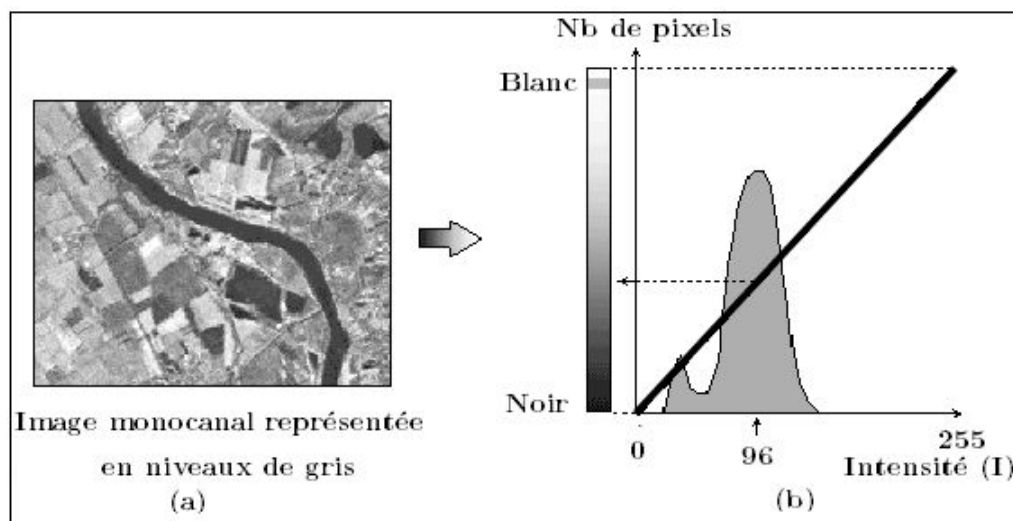 Nb de pixels
Blanc
Noir
0
96
255
Intensité (I)
(b)
Image monocanal représentée
en niveaux de gris
(a)